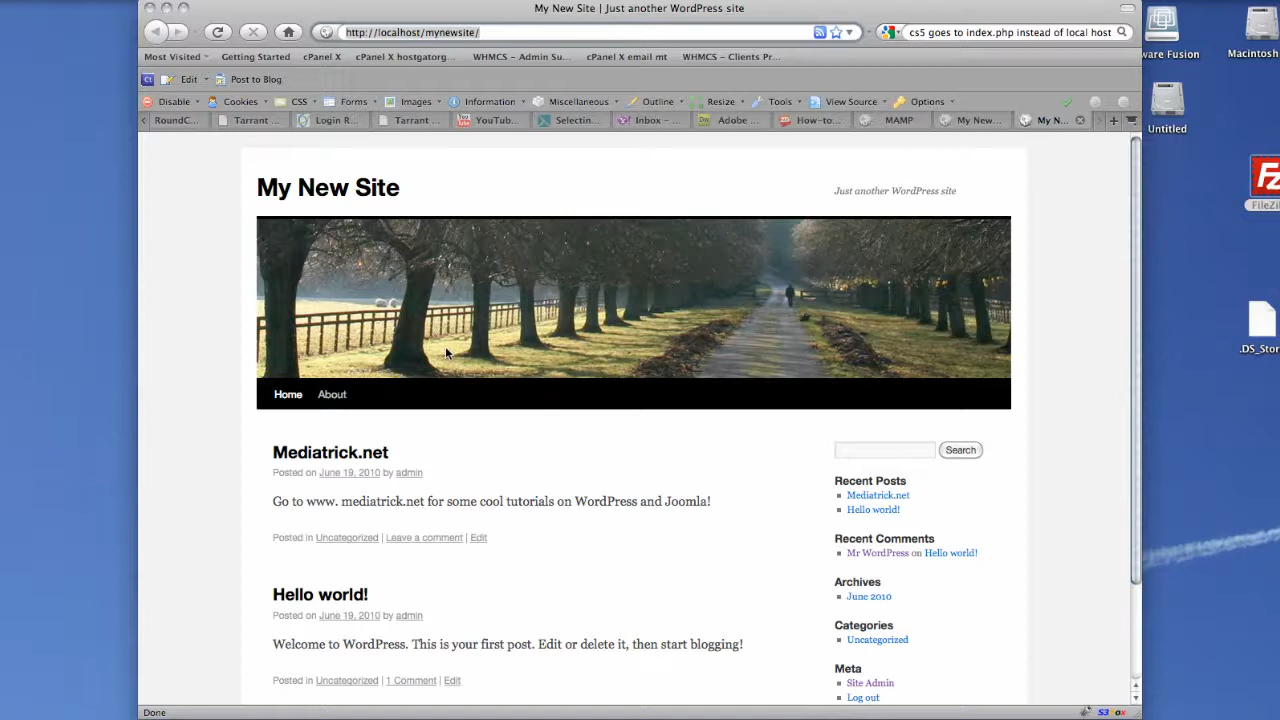 My New Site | Just another WordPress site
http://localhost/mynewsite/
cs5 goes to index.php instead of local host
Most Visited
Getting Started
cPanel X
cPanel X hostgatorg...
WHMCS - Admin Su...
cPanel X email mt
WHMCS - Clients Pr...
Edit
Post to Blog
Disable
Cookies
CSS
Forms
Images
Information
Miscellaneous
Outline
Resize
Tools
View Source
Options
RoundC...
Tarrant ...
Login R...
Tarrant ...
YouTub...
Selectin...
Inbox – ...
Adobe ...
How-to...
MAMP
My New...
My N...
My New Site
Just another WordPress site
Home
About
Mediatrick.net
Posted on June 19, 2010 by admin
Go to www. mediatrick.net for some cool tutorials on WordPress and Joomla!
Posted in Uncategorized | Leave a comment | Edit
Hello world!
Posted on June 19, 2010 by admin
Welcome to WordPress. This is your first post. Edit or delete it, then start blogging!
Posted in Uncategorized | 1 Comment | Edit
Search
Recent Posts
Mediatrick.net
Hello world!
Recent Comments
Mr WordPress on Hello world!
Archives
June 2010
Categories
Uncategorized
Meta
Site Admin
Log out
Done
ware Fusion
Macintosh
Untitled
FileZi
.DS_Stor